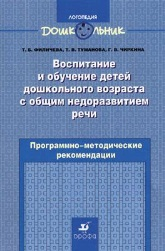 ЛОГОПЕДИЯ
ДОШКОЛЬНИК
Т. Б. ФИЛИЧЕВА, Т. В. ТУМАНОВА, Г. В. ЧИРКИНА
Воспитание
и обучение детей
дошкольного возраста
с общим недоразвитием
речи
Программно-методические
рекомендации
дрофа